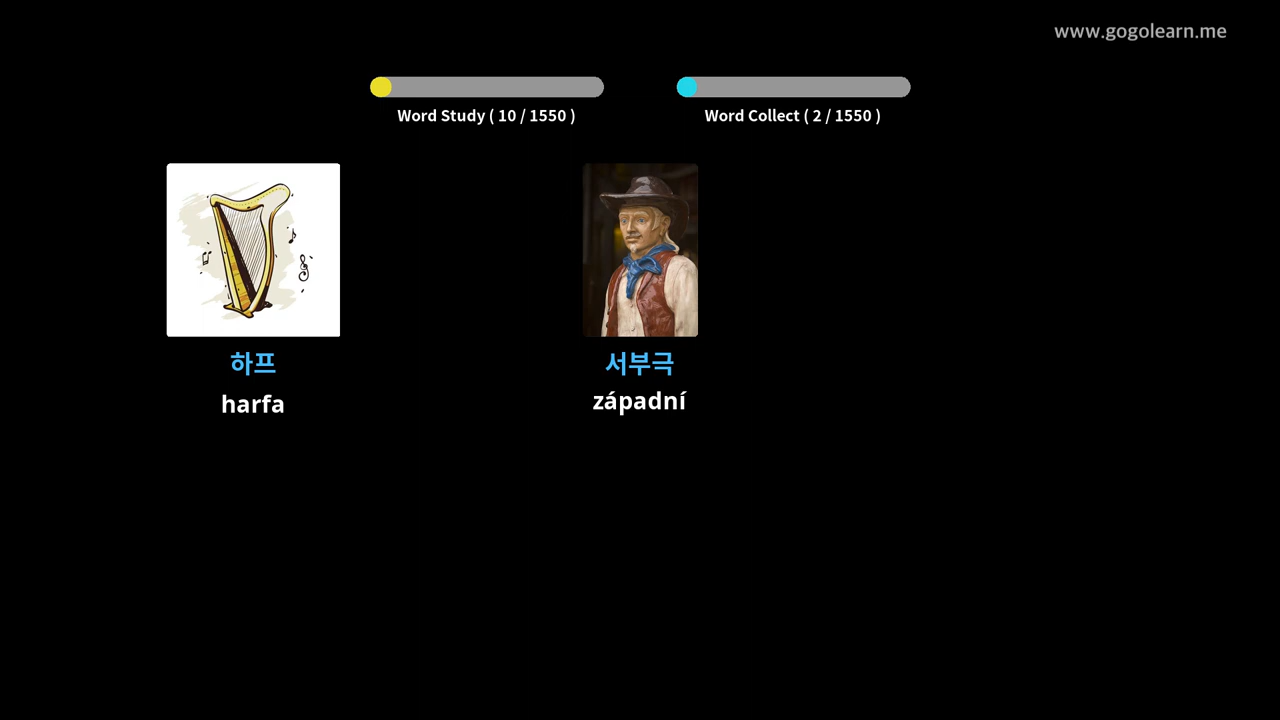 www.gogolearn.me
Word Study ( 10 / 1550 )
Word Collect ( 2 / 1550 )
하프
harfa
서부극
západní